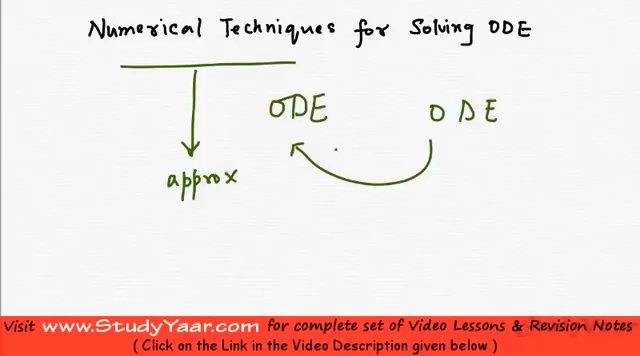 Numerical Techniques for Solving ODE
ODE ODE
approx
Visit www.StudyYaar.com for complete set of Video Lessons & Revision Notes
( Click on the Link in the Video Description given below )